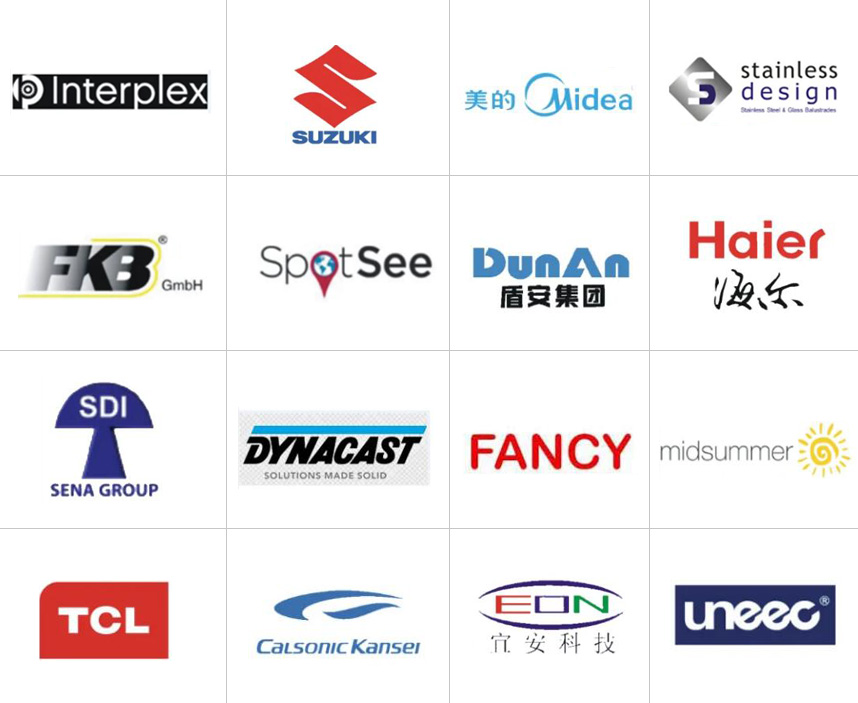 Interplex
SUZUKI
美的 Midea
stainless
design
Stainless Steel & Glass Balustrades
FKB® GmbH
SpotSee
DunAn
盾安集团
Haier
海尔
SDI
SENA GROUP
DYNACAST
SOLUTIONS MADE SOLID
FANCY
midsummer
TCL
CalsonicKansei
EON
宜安科技
uneec®